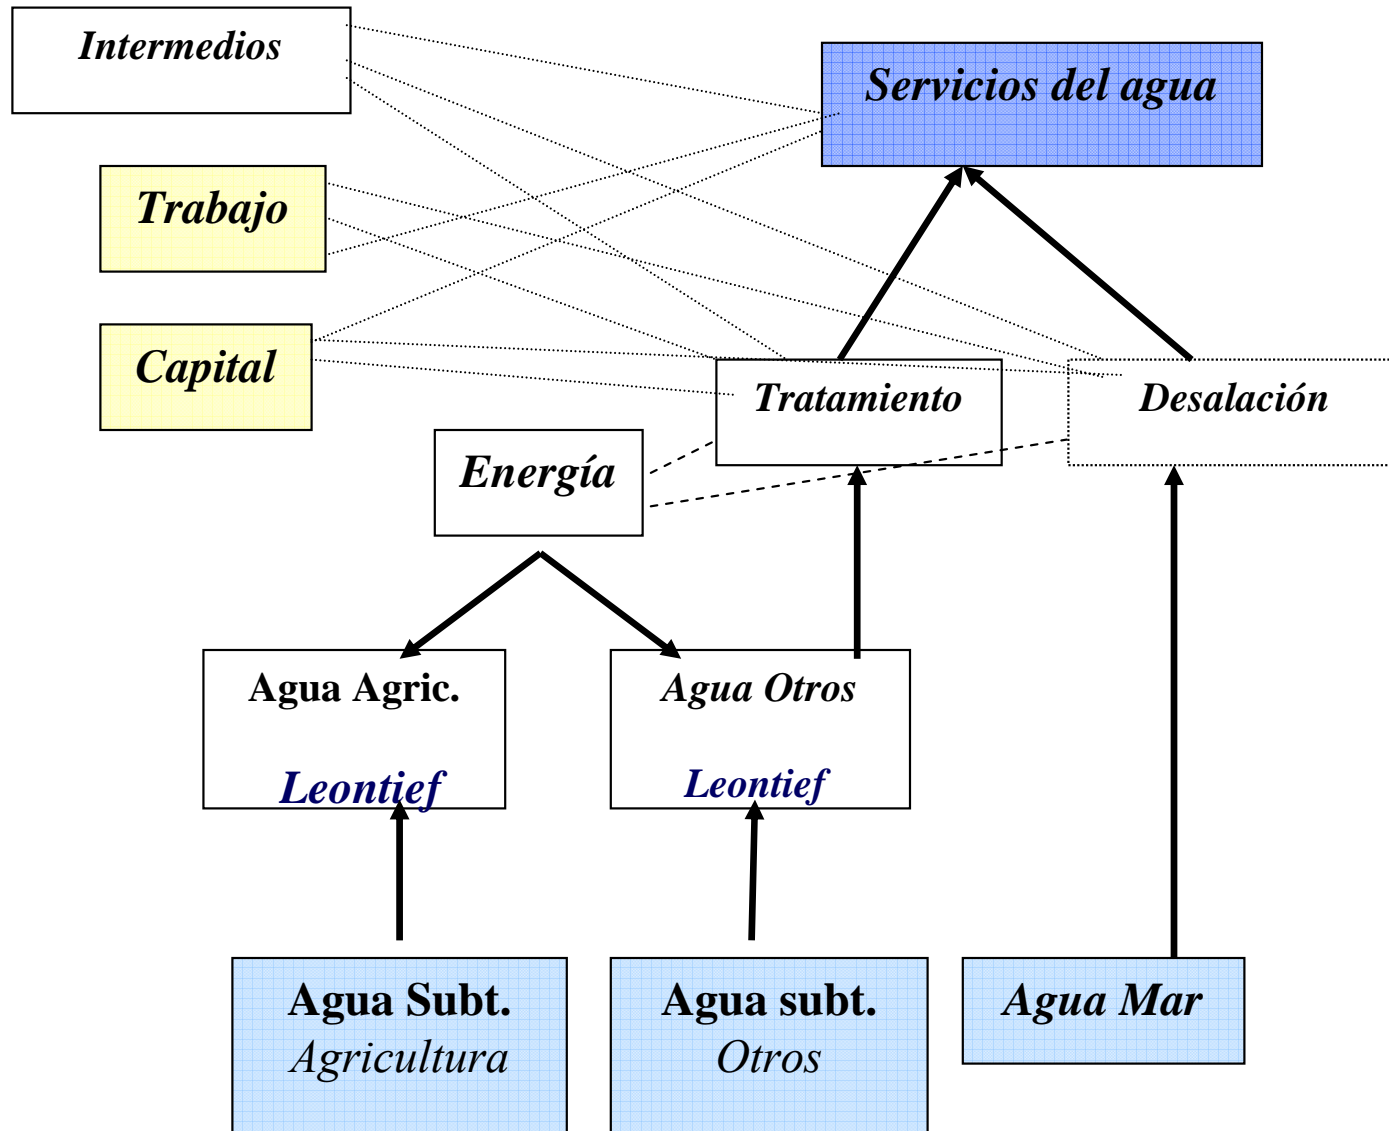 Intermedios
Servicios del agua
Trabajo
Capital
Tratamiento
Desalación
Energía
Agua Agric.
Leontief
Agua Otros
Leontief
Agua Subt.
Agricultura
Agua subt.
Otros
Agua Mar